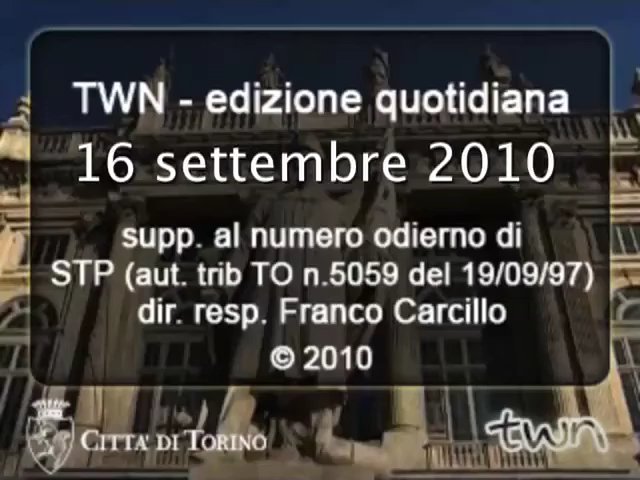 TWN - edizione quotidiana
16 settembre 2010
supp. al numero odierno di
STP (aut. trib TO n.5059 del 19/09/97)
dir. resp. Franco Carcillo
© 2010
CITTA' DI TORINO
twn